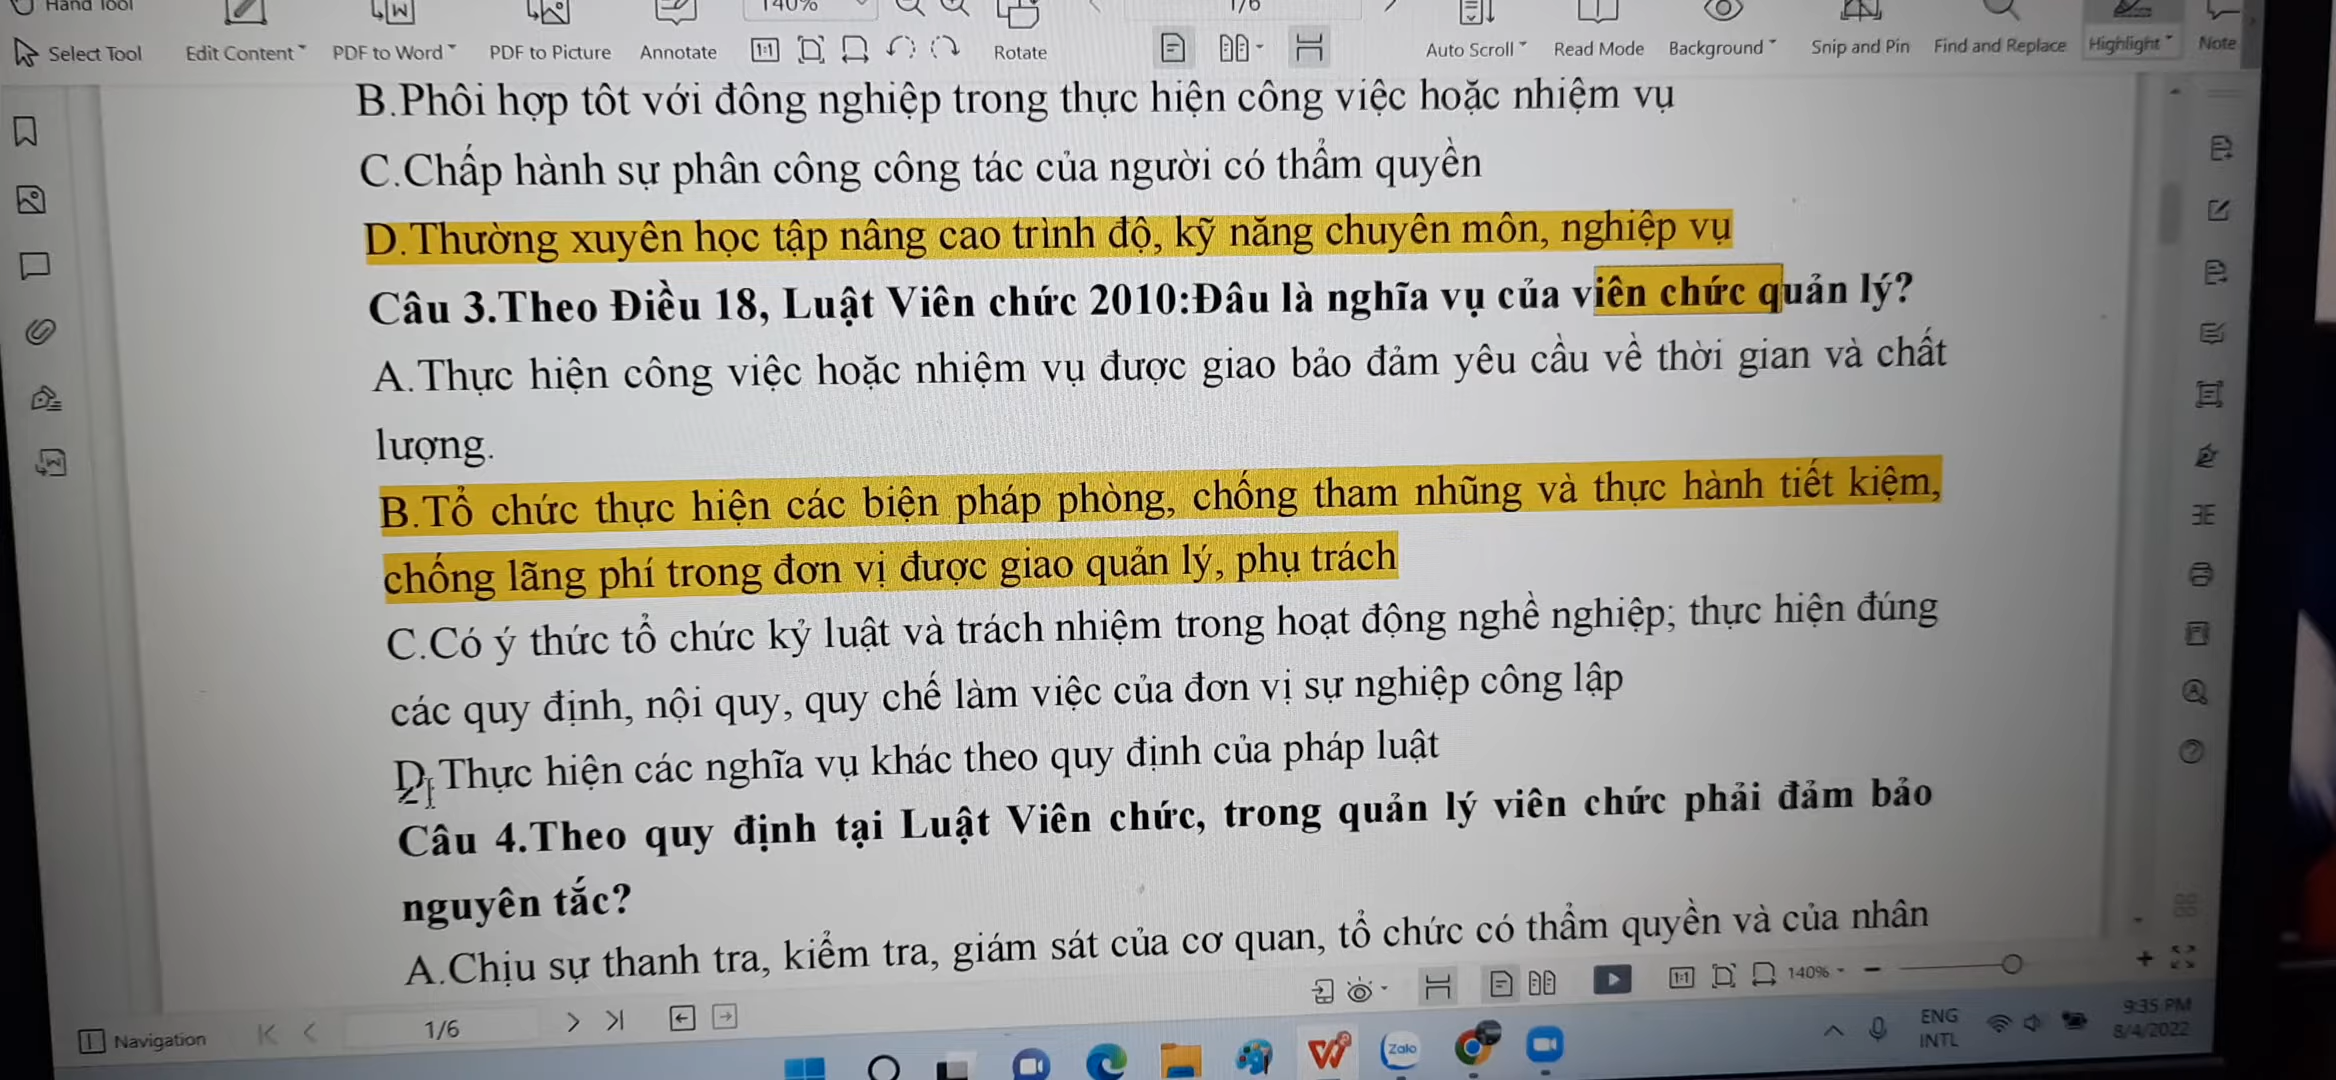 Hand Tool
140%
1/6
Select Tool
Edit Content
PDF to Word
PDF to Picture
Annotate
1:1
Rotate
Auto Scroll
Read Mode
Background
Snip and Pin
Find and Replace
Highlight
Note
B.Phối hợp tốt với đồng nghiệp trong thực hiện công việc hoặc nhiệm vụ
C.Chấp hành sự phân công công tác của người có thẩm quyền
D.Thường xuyên học tập nâng cao trình độ, kỹ năng chuyên môn, nghiệp vụ
Câu 3.Theo Điều 18, Luật Viên chức 2010:Đâu là nghĩa vụ của viên chức quản lý?
A.Thực hiện công việc hoặc nhiệm vụ được giao bảo đảm yêu cầu về thời gian và chất
lượng.
B.Tổ chức thực hiện các biện pháp phòng, chống tham nhũng và thực hành tiết kiệm,
chống lãng phí trong đơn vị được giao quản lý, phụ trách
C.Có ý thức tổ chức kỷ luật và trách nhiệm trong hoạt động nghề nghiệp; thực hiện đúng
các quy định, nội quy, quy chế làm việc của đơn vị sự nghiệp công lập
D.Thực hiện các nghĩa vụ khác theo quy định của pháp luật
Câu 4.Theo quy định tại Luật Viên chức, trong quản lý viên chức phải đảm bảo
nguyên tắc?
A.Chịu sự thanh tra, kiểm tra, giám sát của cơ quan, tổ chức có thẩm quyền và của nhân
1:1
140%
Navigation
1/6
Zalo
ENG
INTL
9:35 PM
8/4/2022